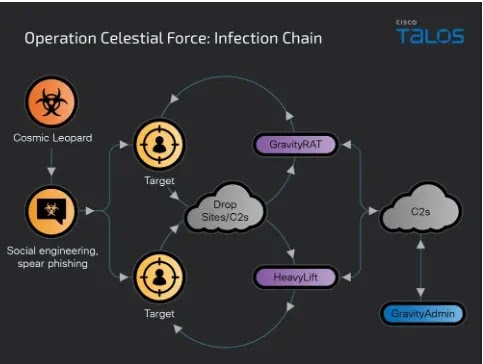 Operation Celestial Force: Infection Chain
CISCO
TALOS
Cosmic Leopard
Social engineering,
spear phishing
Target
Target
Drop
Sites/C2s
GravityRAT
HeavyLift
C2s
GravityAdmin